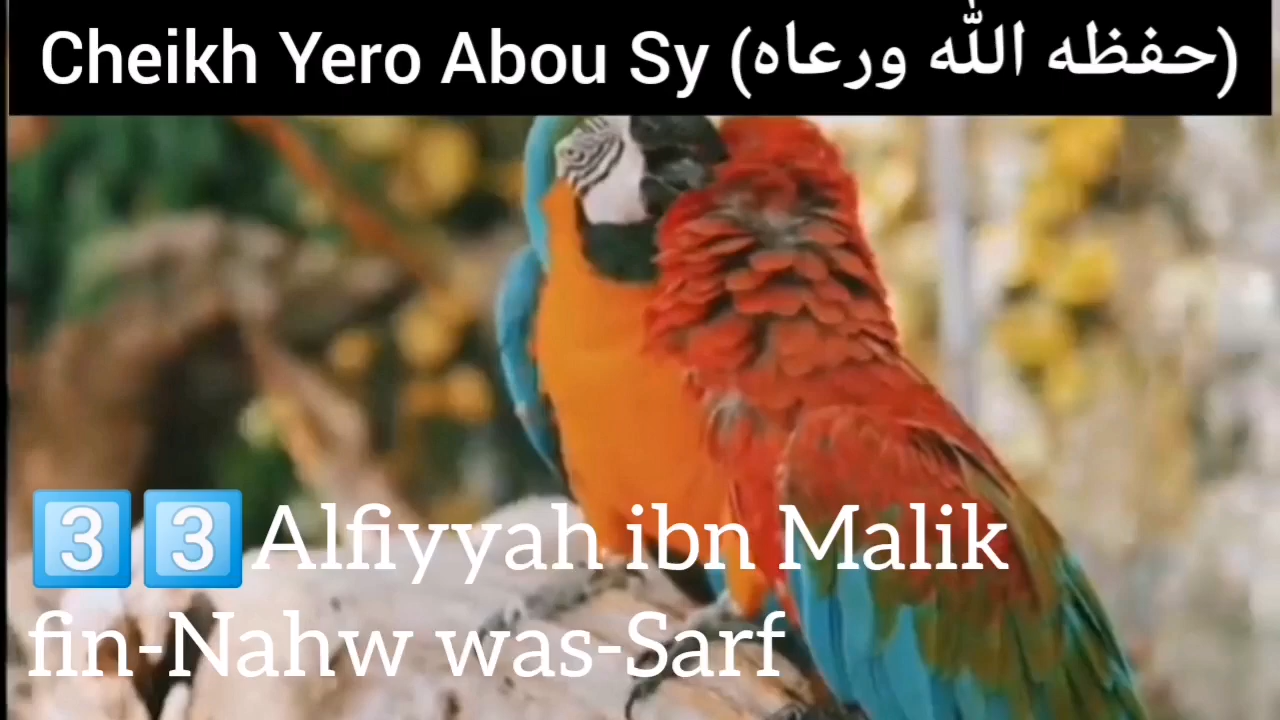 Cheikh Yero Abou Sy (حفظه الله ورعاه)
3️⃣3️⃣Alfiyyah ibn Malik
fin-Nahw was-Sarf